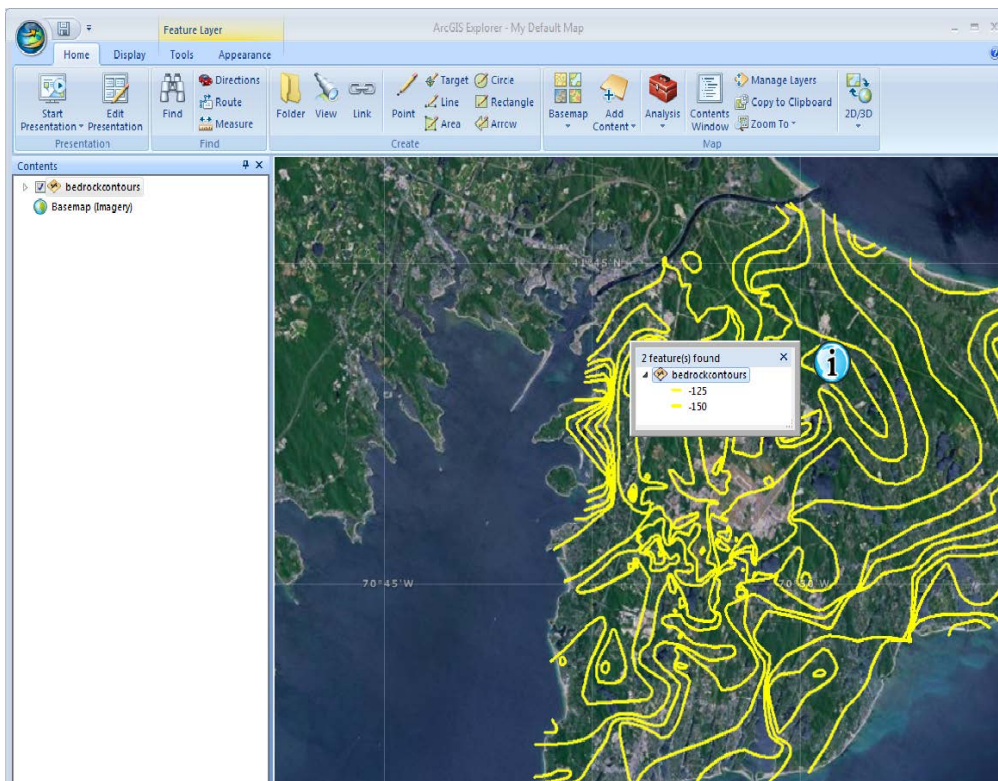 Feature Layer
ArcGIS Explorer - My Default Map
Home Display Tools Appearance
Start Presentation
Edit Presentation
Find
Directions
Route
Measure
Folder
View
Link
Point
Target
Line
Area
Circle
Rectangle
Arrow
Basemap
Add Content
Analysis
Contents Window
Manage Layers
Copy to Clipboard
Zoom To
2D/3D
Presentation Find Create Map
Contents
bedrockcontours
Basemap (Imagery)
41°45'N
2 feature(s) found
bedrockcontours
-125
-150
70°45'W